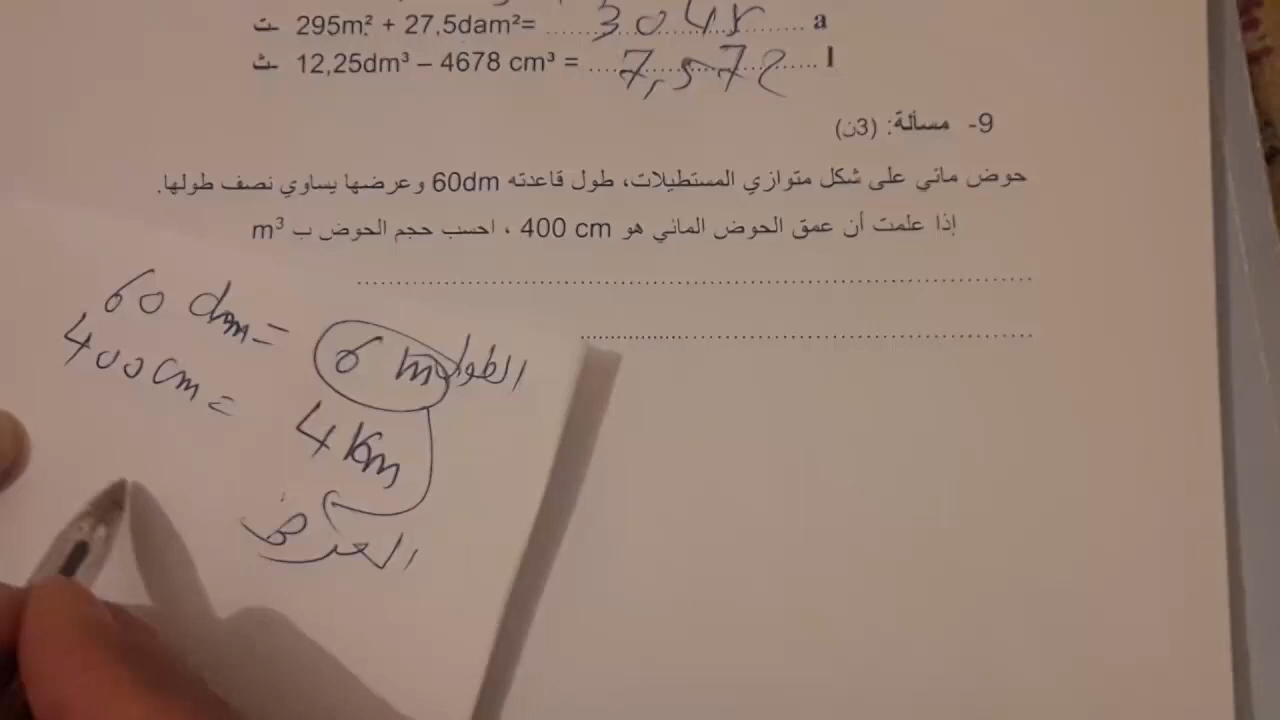 ت- 295m² + 27,5dam²= ......3045...... a
ث- 12,25dm³ – 4678 cm³ = ....7,572.... l
9- مسألة: (3ن)
حوض مائي على شكل متوازي المستطيلات، طول قاعدته 60dm وعرضها يساوي نصف طولها.
إذا علمت أن عمق الحوض المائي هو 400 cm ، احسب حجم الحوض ب m³
60 dm = 6 m الطول
400 cm = 4 Km
العرض